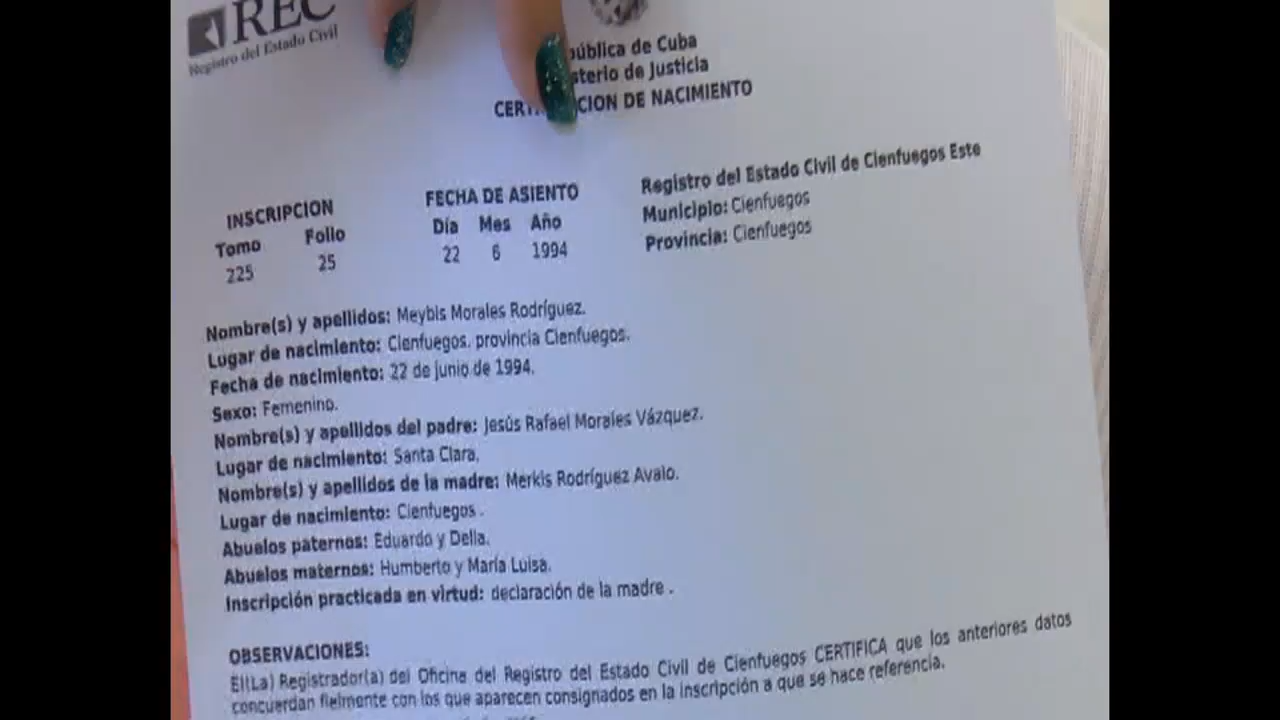 REC
Registro del Estado Civil
pública de Cuba
sterio de Justicia
CION DE NACIMIENTO
Registro del Estado Civil de Cienfuegos Este
Municipio: Cienfuegos
Provincia: Cienfuegos
INSCRIPCION
Tomo Folio
225 25
FECHA DE ASIENTO
Día Mes Año
22 6 1994
Nombre(s) y apellidos: Meybis Morales Rodríguez.
Lugar de nacimiento: Cienfuegos, provincia Cienfuegos.
Fecha de nacimiento: 22 de junio de 1994.
Sexo: Femenino.
Nombre(s) y apellidos del padre: Jesús Rafael Morales Vázquez.
Lugar de nacimiento: Santa Clara.
Nombre(s) y apellidos de la madre: Merkis Rodríguez Avalo.
Lugar de nacimiento: Cienfuegos .
Abuelos paternos: Eduardo y Delia.
Abuelos maternos: Humberto y María Luisa.
Inscripción practicada en virtud: declaración de la madre .
OBSERVACIONES:
El(La) Registrador(a) del Oficina del Registro del Estado Civil de Cienfuegos CERTIFICA que los anteriores datos
concuerdan fielmente con los que aparecen consignados en la inscripción a que se hace referencia.